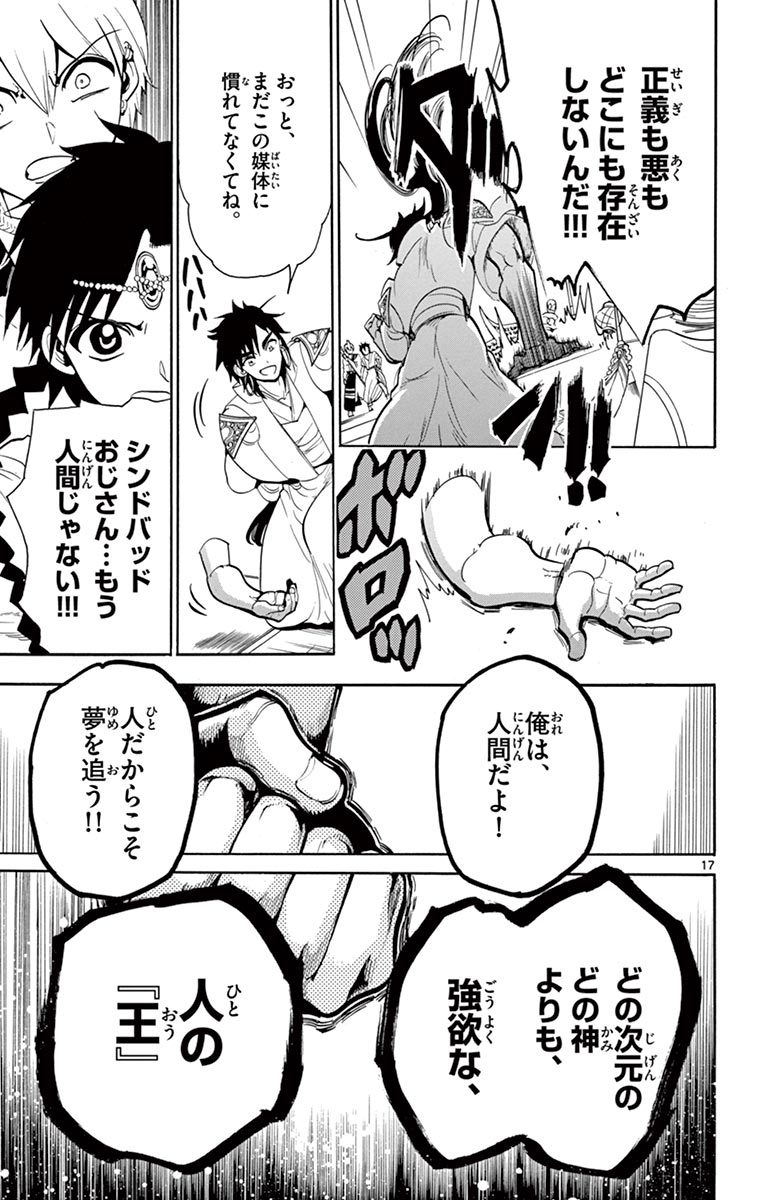 正義も悪も
どこにも存在
しないんだ!!!
バッ
!!
ボロッ
おっと、
まだこの媒体に
慣れてなくてね。
シンドバッド
おじさん…もう
人間じゃない!!!
俺は、
人間だよ!
人だからこそ
夢を追う!!
17
どの次元の
どの神
よりも、
強欲な、
人の
『王』